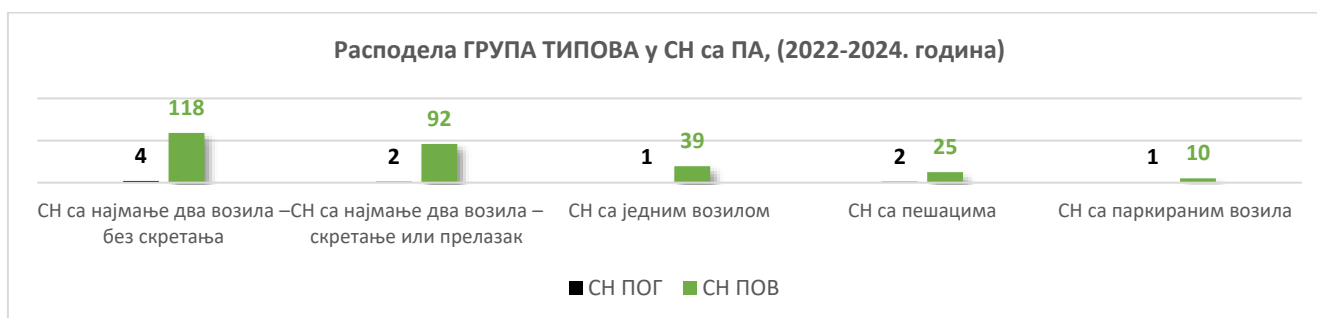 Расподела ГРУПА ТИПОВА у СН са ПА, (2022-2024. година)
4 118 2 92 1 39 2 25 1 10
СН са најмање два возила – без скретања
СН са најмање два возила – скретање или прелазак
СН са једним возилом
СН са пешацима
СН са паркираним возила
СН ПОГ СН ПОВ